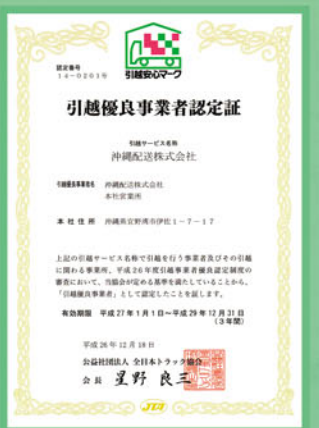 認定番号
14-0203号
引越安心マーク
引越優良事業者認定証
引越サービス名称
沖縄配送株式会社
引越優良事業者名 沖縄配送株式会社
本社営業所
本社住所 沖縄県宜野湾市伊佐1-7-17
上記の引越サービス名称で引越を行う事業者及びその引越
に関わる事業所、平成26年度引越事業者優良認定制度の
審査において、当協会が定める基準を満たしていることから、
「引越優良事業者」として認定したことを証します。
有効期限 平成27年1月1日~平成29年12月31日
(3年間)
平成26年12月18日
公益社団法人 全日本トラック協会
会長 星野良三
JTA